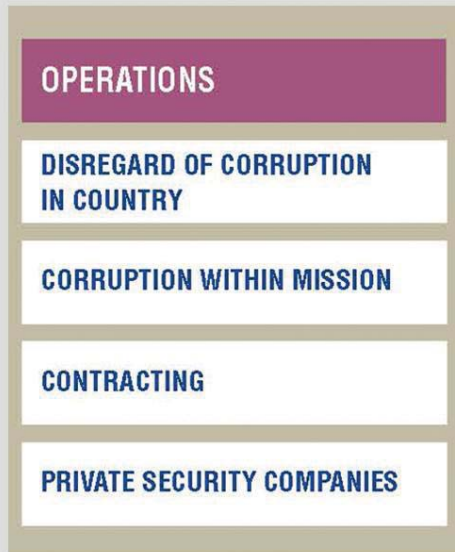 OPERATIONS
DISREGARD OF CORRUPTION
IN COUNTRY
CORRUPTION WITHIN MISSION
CONTRACTING
PRIVATE SECURITY COMPANIES